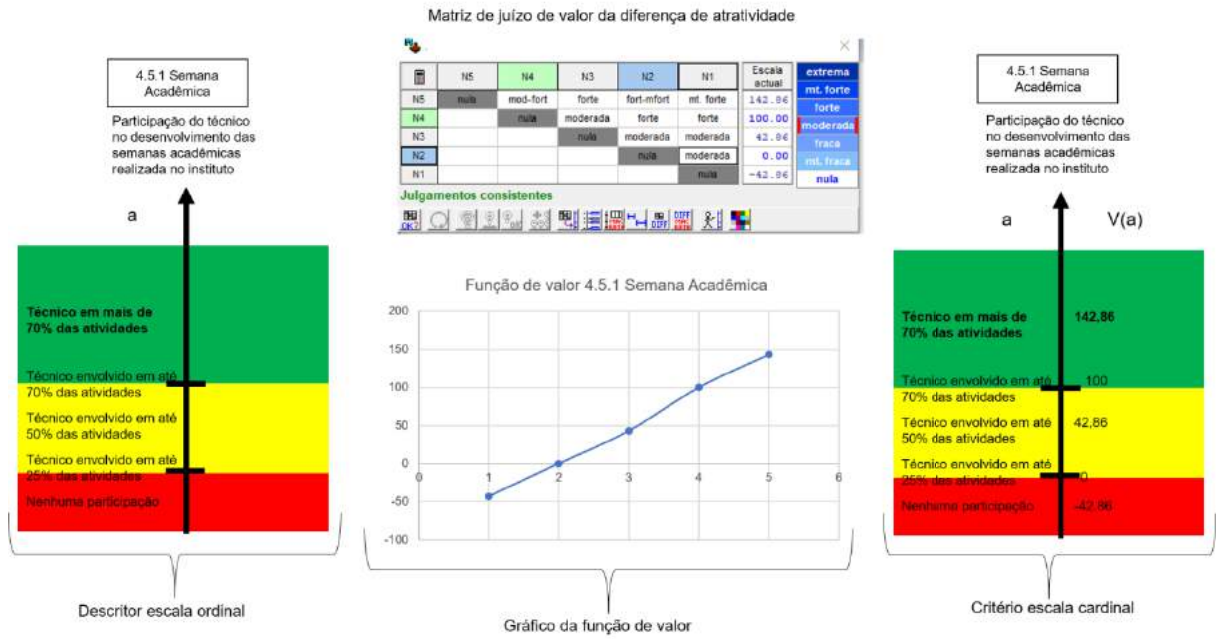 Matriz de juízo de valor da diferença de atratividade
4.5.1 Semana
Acadêmica
Participação do técnico
no desenvolvimento das
semanas acadêmicas
realizada no instituto
a
Técnico em mais de
70% das atividades
Técnico envolvido em até
70% das atividades
Técnico envolvido em até
50% das atividades
Técnico envolvido em até
25% das atividades
Nenhuma participação
Descritor escala ordinal
N5 N4 N3 N2 N1 Escala actual
N5 nula mod-fort forte fort-mfort mt. forte 142.86
N4 nula moderada forte forte 100.00
N3 nula moderada moderada 42.86
N2 nula moderada 0.00
N1 nula -42.86
extrema
mt. forte
forte
moderada
fraca
mt. fraca
nula
Julgamentos consistentes
OK? DIFF DIFF
Função de valor 4.5.1 Semana Acadêmica
200
150
100
50
0
-50
-100
0 1 2 3 4 5 6
Gráfico da função de valor
4.5.1 Semana
Acadêmica
Participação do técnico
no desenvolvimento das
semanas acadêmicas
realizada no instituto
a V(a)
Técnico em mais de 142,86
70% das atividades
Técnico envolvido em até 100
70% das atividades
Técnico envolvido em até 42,86
50% das atividades
Técnico envolvido em até
25% das atividades 0
Nenhuma participação -42,86
Critério escala cardinal